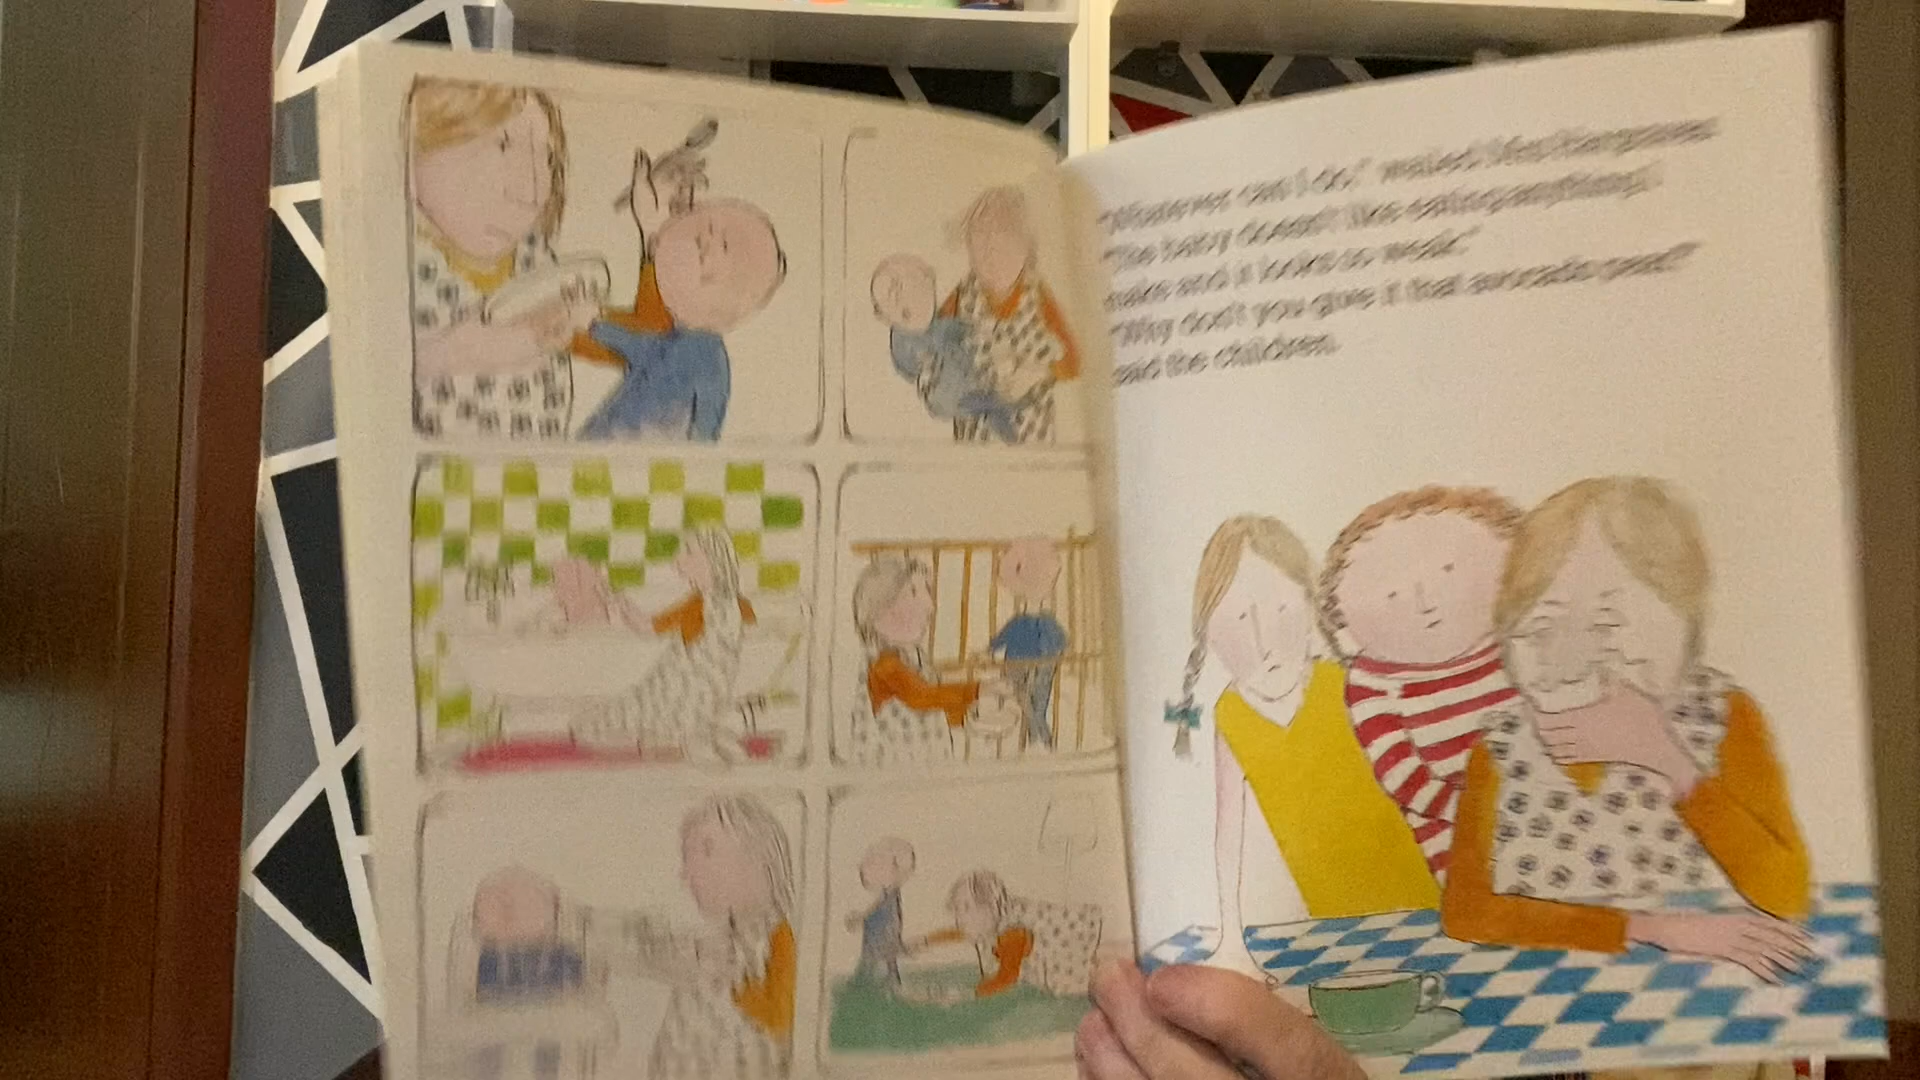 "Whatever can I do?" wailed Mrs Hargraves.
"The baby doesn't like eating anything I
make and it looks so weak."
"Why don't you give it that avocado pear?"
said the children.